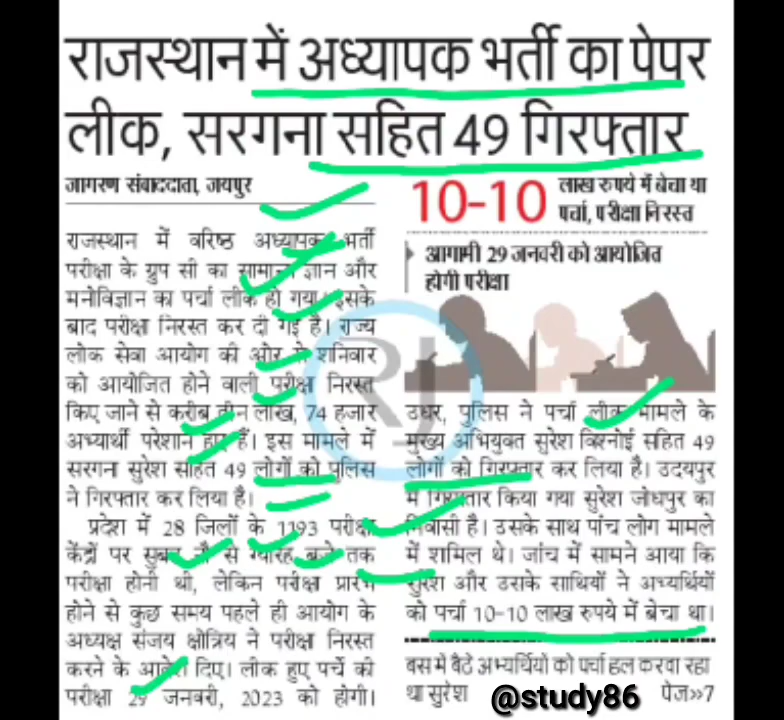 राजस्थान में अध्यापक भर्ती का पेपर
लीक, सरगना सहित 49 गिरफ्तार
जागरण संवाददाता, जयपुर
राजस्थान में वरिष्ठ अध्यापक भर्ती
परीक्षा के ग्रुप सी का सामान्य ज्ञान और
मनोविज्ञान का पर्चा लीक हो गया। इसके
बाद परीक्षा निरस्त कर दी गई है। राज्य
लोक सेवा आयोग की ओर से शनिवार
को आयोजित होने वाली परीक्षा निरस्त
किए जाने से करीब तीन लाख, 74 हजार
अभ्यार्थी परेशान हुए हैं। इस मामले में
सरगना सुरेश सहित 49 लोगों को पुलिस
ने गिरफ्तार कर लिया है।
प्रदेश में 28 जिलों के 1193 परीक्षा
केंद्रों पर सुबह नौ से ग्यारह बजे तक
परीक्षा होनी थी, लेकिन परीक्षा प्रारंभ
होने से कुछ समय पहले ही आयोग के
अध्यक्ष संजय क्षोत्रिय ने परीक्षा निरस्त
करने के आदेश दिए। लीक हुए पर्चे की
परीक्षा 29 जनवरी, 2023 को होगी।
10-10 लाख रुपये में बेचा था
पर्चा, परीक्षा निरस्त
आगामी 29 जनवरी को आयोजित
होगी परीक्षा
RJ
उधर, पुलिस ने पर्चा लीक मामले के
मुख्य अभियुक्त सुरेश विश्नोई सहित 49
लोगों को गिरफ्तार कर लिया है। उदयपुर
में गिरफ्तार किया गया सुरेश जोधपुर का
निवासी है। उसके साथ पांच लोग मामले
में शमिल थे। जांच में सामने आया कि
सुरेश और उसके साथियों ने अभ्यर्थियों
को पर्चा 10-10 लाख रुपये में बेचा था।
बस में बैठे अभ्यर्थियों को पर्चा हल करवा रहा
था सुरेश पेज»7
@study86